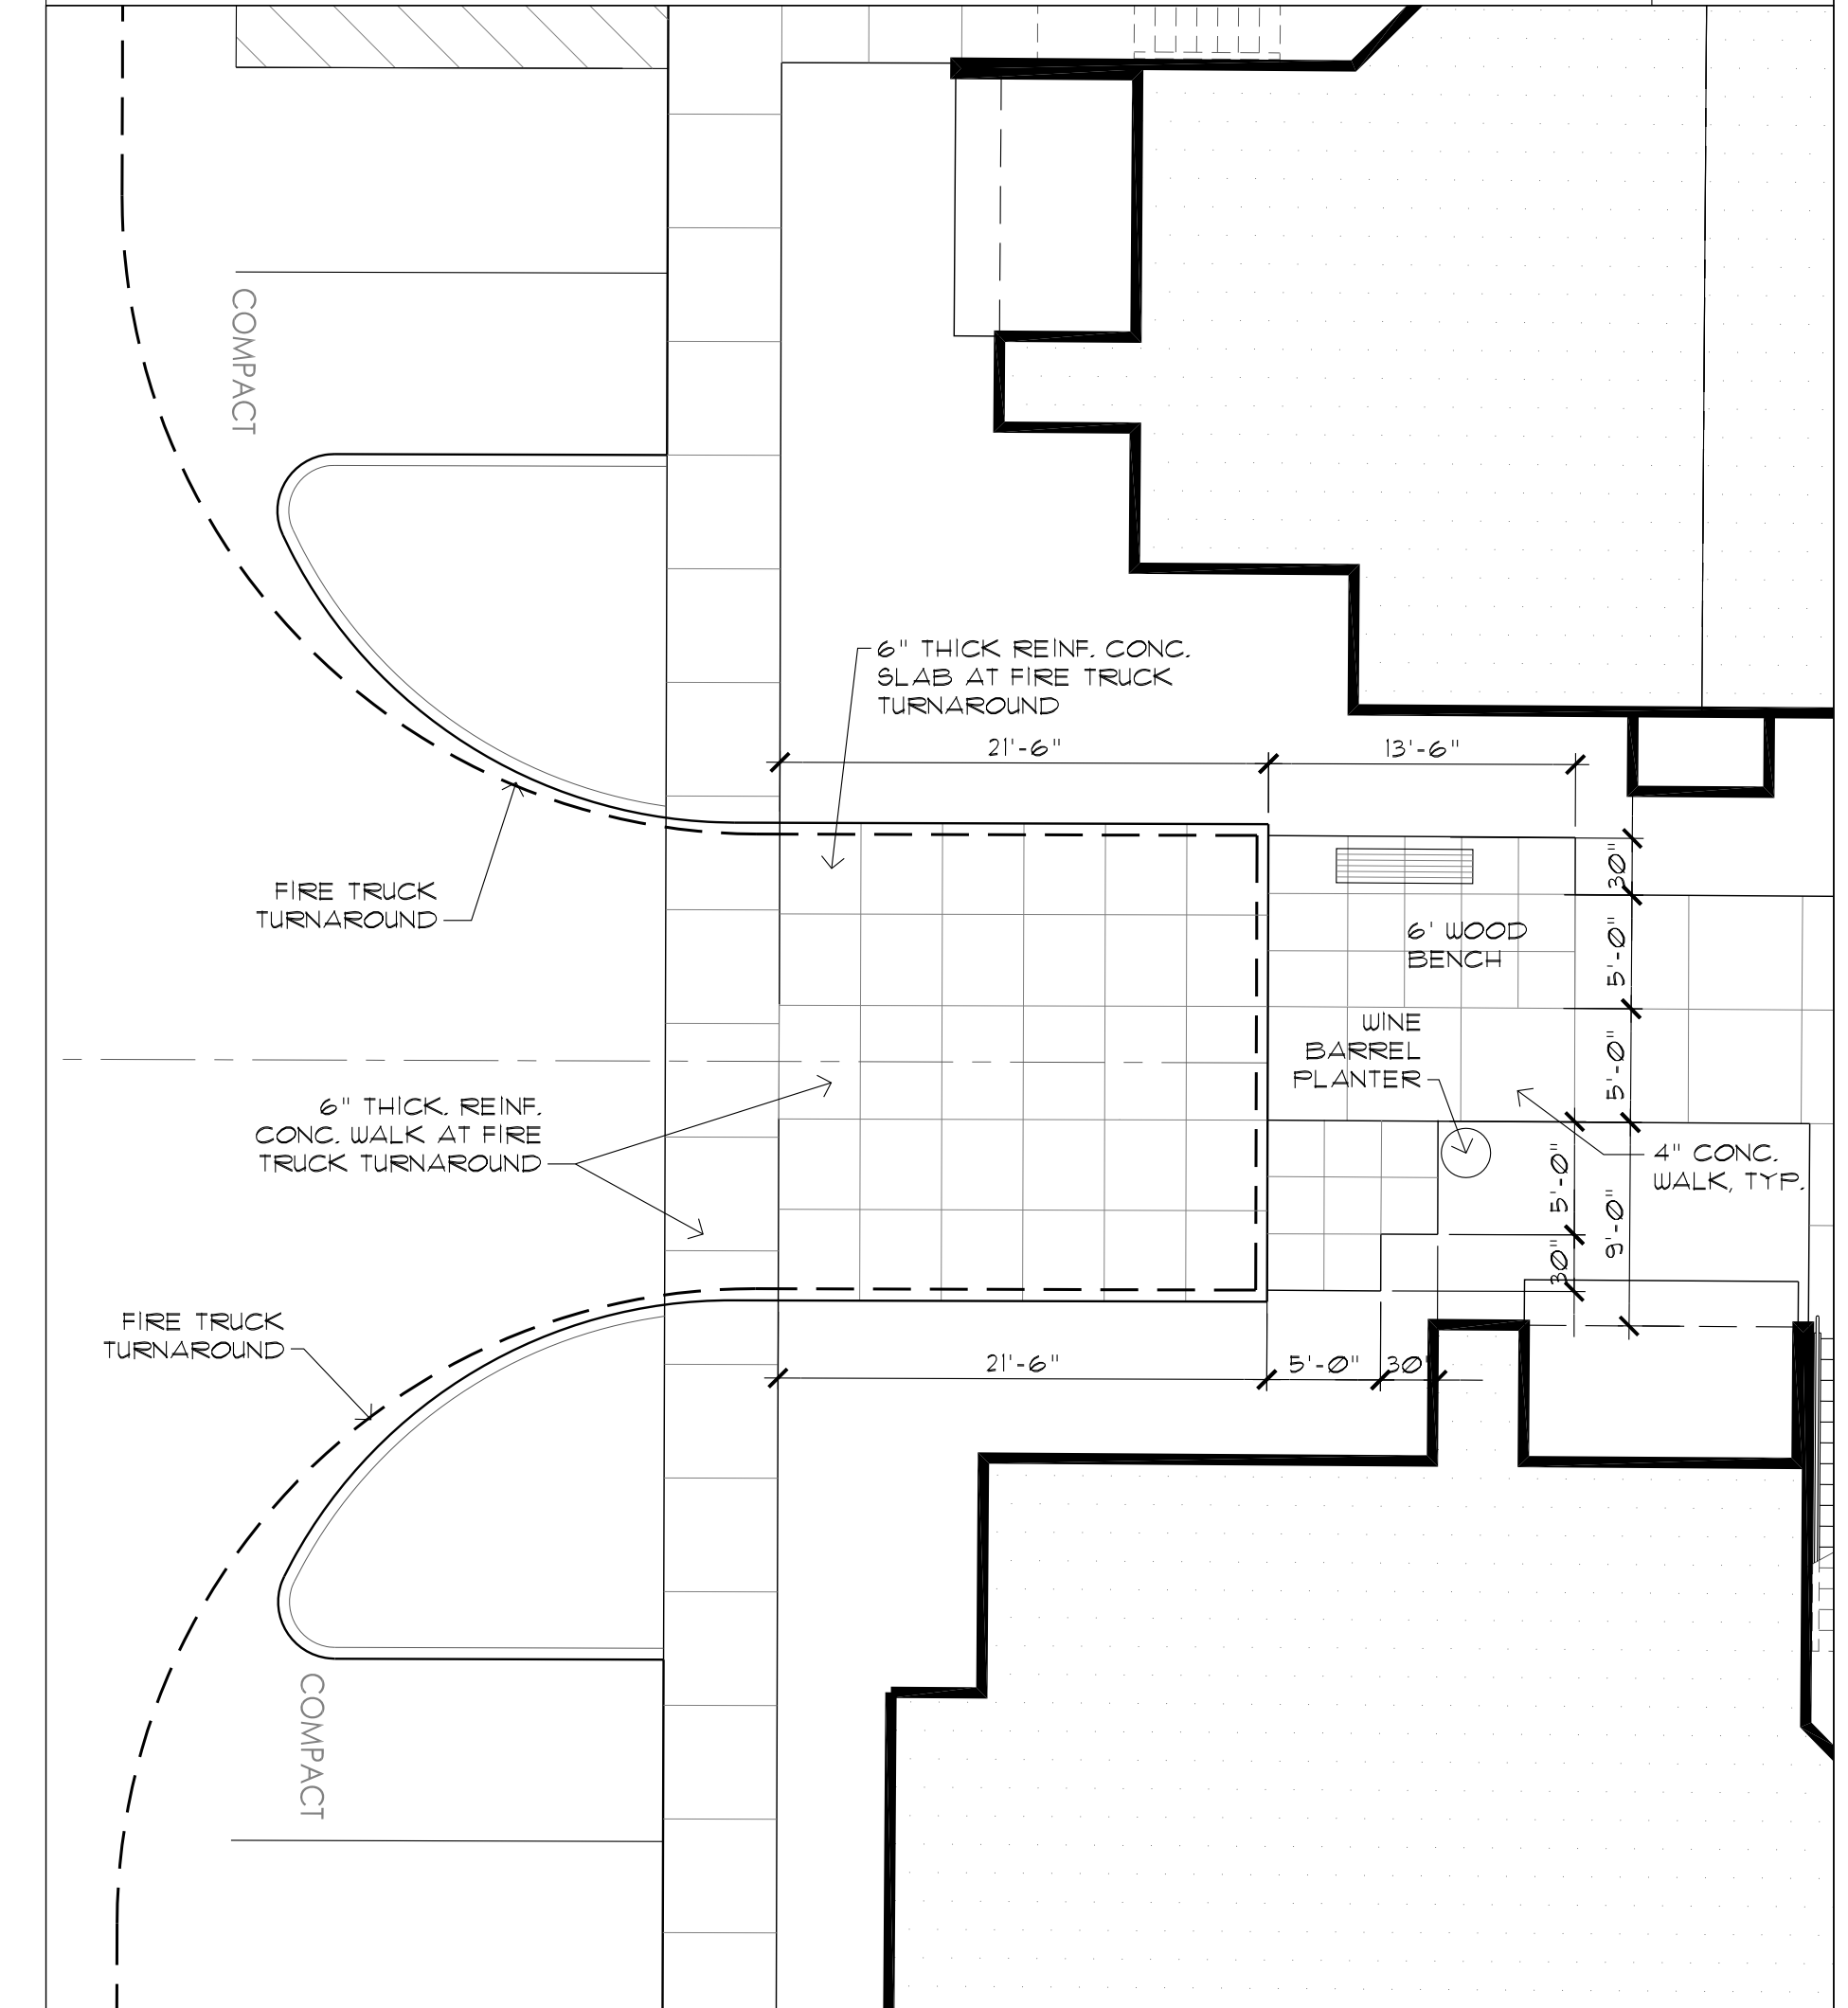 COMPACT
6" THICK REINF. CONC.
SLAB AT FIRE TRUCK
TURNAROUND
21'-6"
13'-6"
FIRE TRUCK
TURNAROUND
30"
6' WOOD
BENCH
5'-0"
WINE
BARREL
PLANTER
5'-0"
6" THICK. REINF.
CONC. WALK AT FIRE
TRUCK TURNAROUND
4" CONC.
WALK, TYP.
5'-0"
9'-0"
30"
FIRE TRUCK
TURNAROUND
21'-6"
5'-0"
30"
COMPACT